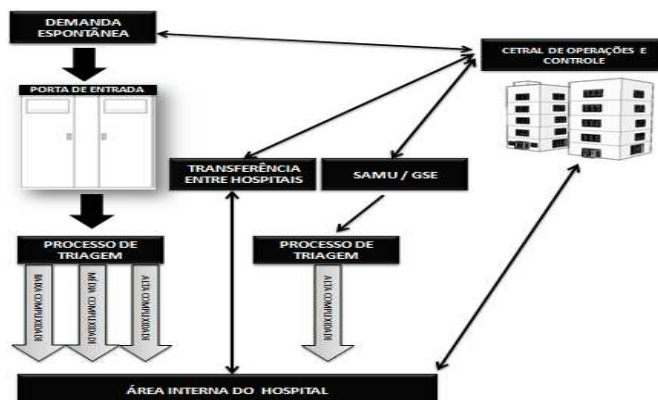 DEMANDA
ESPONTÂNEA
CETRAL DE OPERAÇÕES E
CONTROLE
PORTA DE ENTRADA
TRANSFERÊNCIA
ENTRE HOSPITAIS
SAMU / GSE
PROCESSO DE
TRIAGEM
PROCESSO DE
TRIAGEM
BAIXA COMPLEXIDADE
MÉDIA COMPLEXIDADE
ALTA COMPLEXIDADE
ALTA COMPLEXIDADE
ÁREA INTERNA DO HOSPITAL